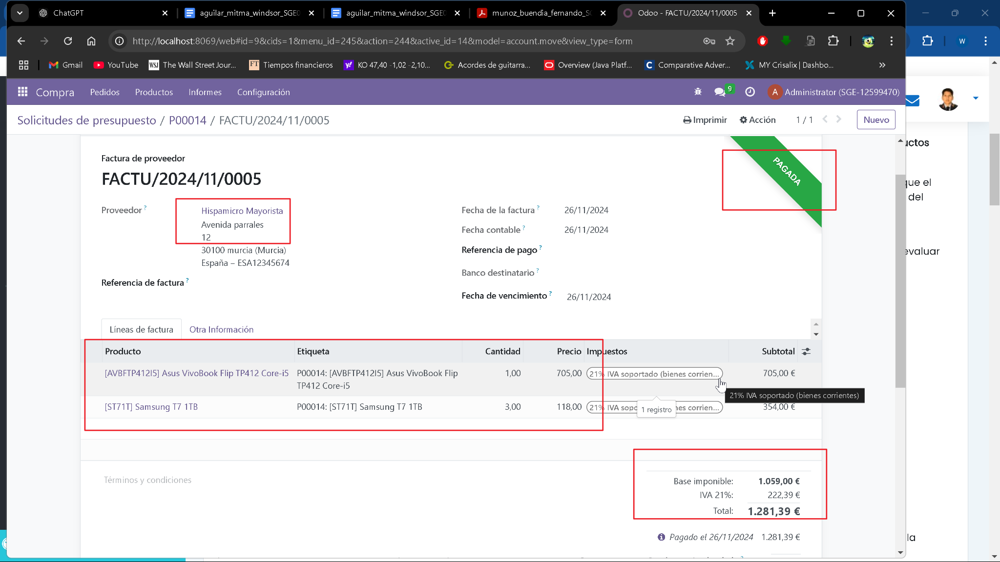 ChatGPT
aguilar_mitma_windsor_SGE0
aguilar_mitma_windsor_SGE0
munoz_buendia_fernando_SG
Odoo - FACTU/2024/11/0005
http://localhost:8069/web#id=9&cids=1&menu_id=245&action=244&active_id=14&model=account.move&view_type=form
W
Gmail
YouTube
WSJ The Wall Street Jour...
FT Tiempos financieros
KO 47,40 -1,02 -2,10...
Acordes de guitarra...
Overview (Java Platf...
C Comparative Adver...
MY Crisalix | Dashbo...
»
Compra
Pedidos
Productos
Informes
Configuración
9
A Administrator (SGE-12599470)
Solicitudes de presupuesto / P00014 / FACTU/2024/11/0005
Imprimir
Acción
1 / 1
Nuevo
uctos
que el
del
evaluar
la
PAGADA
Factura de proveedor
FACTU/2024/11/0005
Proveedor ?
Hispamicro Mayorista
Avenida parrales
12
30100 murcia (Murcia)
España – ESA12345674
Referencia de factura ?
Fecha de la factura ? 26/11/2024
Fecha contable ? 26/11/2024
Referencia de pago ?
Banco destinatario ?
Fecha de vencimiento ? 26/11/2024
Líneas de factura
Otra Información
Producto Etiqueta Cantidad Precio Impuestos Subtotal
[AVBFTP412I5] Asus VivoBook Flip TP412 Core-i5 P00014: [AVBFTP412I5] Asus VivoBook Flip 1,00 705,00 21% IVA soportado (bienes corrien... 705,00 €
TP412 Core-i5
21% IVA soportado (bienes corrientes)
[ST71T] Samsung T7 1TB P00014: [ST71T] Samsung T7 1TB 3,00 118,00 21% IVA sopo ienes corrien... 354,00 €
1 registro
Términos y condiciones
Base imponible: 1.059,00 €
IVA 21%: 222,39 €
Total: 1.281,39 €
Pagado el 26/11/2024 1.281,39 €